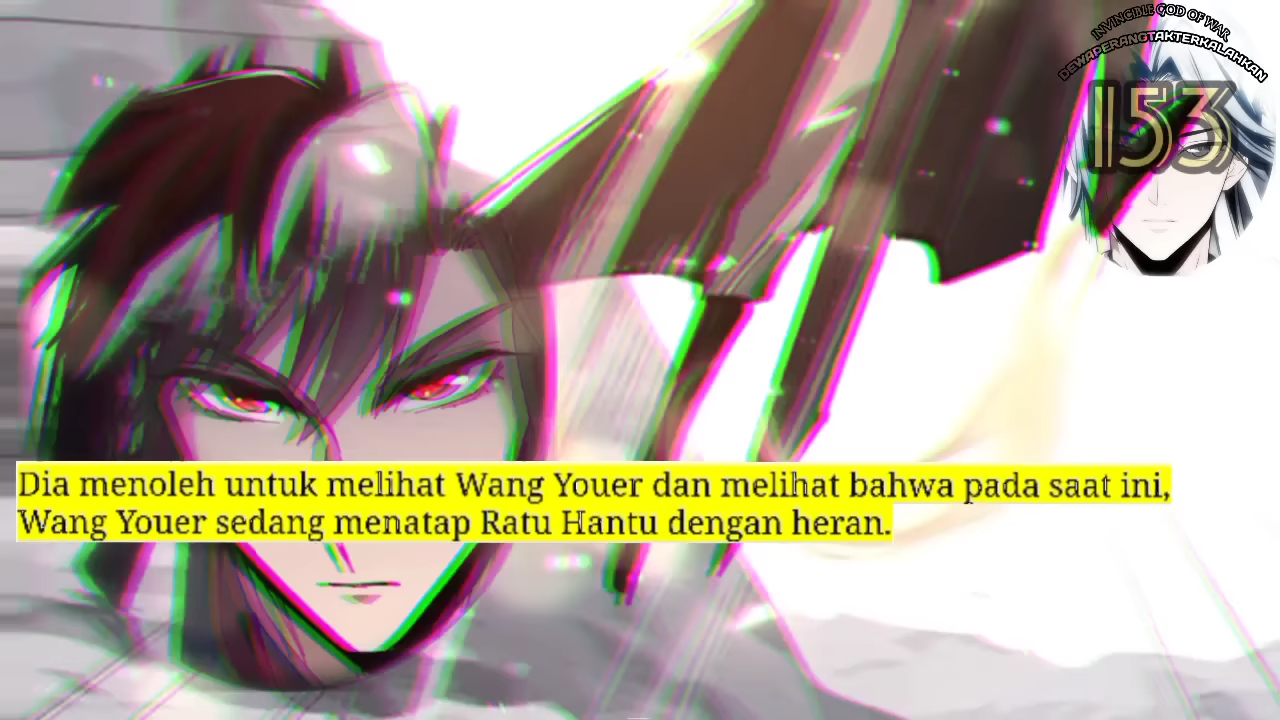 INVINCIBLE GOD OF WAR
DEWAPERANGTAKTERKALAHKAN
153
Dia menoleh untuk melihat Wang Youer dan melihat bahwa pada saat ini,
Wang Youer sedang menatap Ratu Hantu dengan heran.